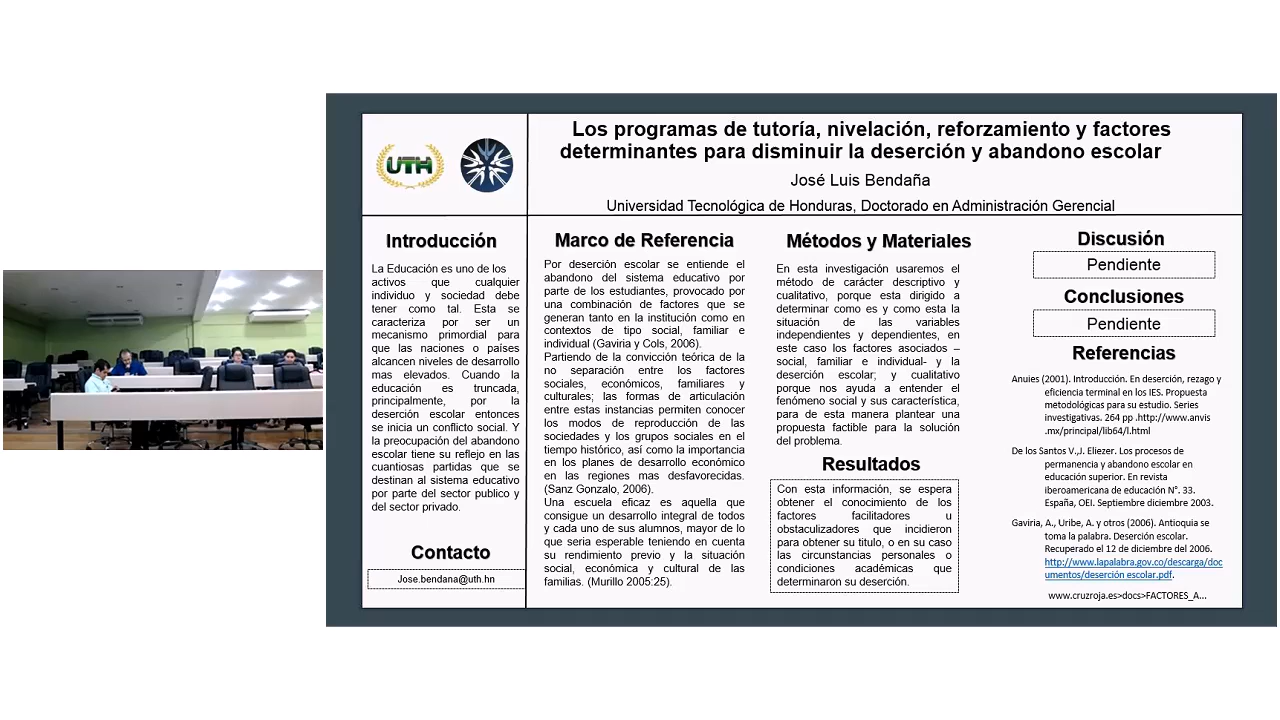 UTH
Los programas de tutoría, nivelación, reforzamiento y factores
determinantes para disminuir la deserción y abandono escolar
José Luis Bendaña
Universidad Tecnológica de Honduras, Doctorado en Administración Gerencial
Introducción
La Educación es uno de los
activos que cualquier
individuo y sociedad debe
tener como tal. Esta se
caracteriza por ser un
mecanismo primordial para
que las naciones o países
alcancen niveles de desarrollo
mas elevados. Cuando la
educación es truncada,
principalmente, por la
deserción escolar entonces
se inicia un conflicto social. Y
la preocupación del abandono
escolar tiene su reflejo en las
cuantiosas partidas que se
destinan al sistema educativo
por parte del sector publico y
del sector privado.
Contacto
Jose.bendana@uth.hn
Marco de Referencia
Por deserción escolar se entiende el
abandono del sistema educativo por
parte de los estudiantes, provocado por
una combinación de factores que se
generan tanto en la institución como en
contextos de tipo social, familiar e
individual (Gaviria y Cols, 2006).
Partiendo de la convicción teórica de la
no separación entre los factores
sociales, económicos, familiares y
culturales; las formas de articulación
entre estas instancias permiten conocer
los modos de reproducción de las
sociedades y los grupos sociales en el
tiempo histórico, así como la importancia
en los planes de desarrollo económico
en las regiones mas desfavorecidas.
(Sanz Gonzalo, 2006).
Una escuela eficaz es aquella que
consigue un desarrollo integral de todos
y cada uno de sus alumnos, mayor de lo
que seria esperable teniendo en cuenta
su rendimiento previo y la situación
social, económica y cultural de las
familias. (Murillo 2005:25).
Métodos y Materiales
En esta investigación usaremos el
método de carácter descriptivo y
cualitativo, porque esta dirigido a
determinar como es y como esta la
situación de las variables
independientes y dependientes, en
este caso los factores asociados –
social, familiar e individual- y la
deserción escolar; y cualitativo
porque nos ayuda a entender el
fenómeno social y sus característica,
para de esta manera plantear una
propuesta factible para la solución
del problema.
Resultados
Con esta información, se espera
obtener el conocimiento de los
factores facilitadores u
obstaculizadores que incidieron
para obtener su titulo, o en su caso
las circunstancias personales o
condiciones académicas que
determinaron su deserción.
Discusión
Pendiente
Conclusiones
Pendiente
Referencias
Anuies (2001). Introducción. En deserción, rezago y
eficiencia terminal en los IES. Propuesta
metodológicas para su estudio. Series
investigativas. 264 pp .http://www.anvis
.mx/principal/lib64/l.html
De los Santos V.,J. Eliezer. Los procesos de
permanencia y abandono escolar en
educación superior. En revista
iberoamericana de educación N°. 33.
España, OEI. Septiembre diciembre 2003.
Gaviria, A., Uribe, A. y otros (2006). Antioquia se
toma la palabra. Deserción escolar.
Recuperado el 12 de diciembre del 2006.
http://www.lapalabra.gov.co/descarga/doc
umentos/deserción escolar.pdf.
www.cruzroja.es>docs>FACTORES_A...